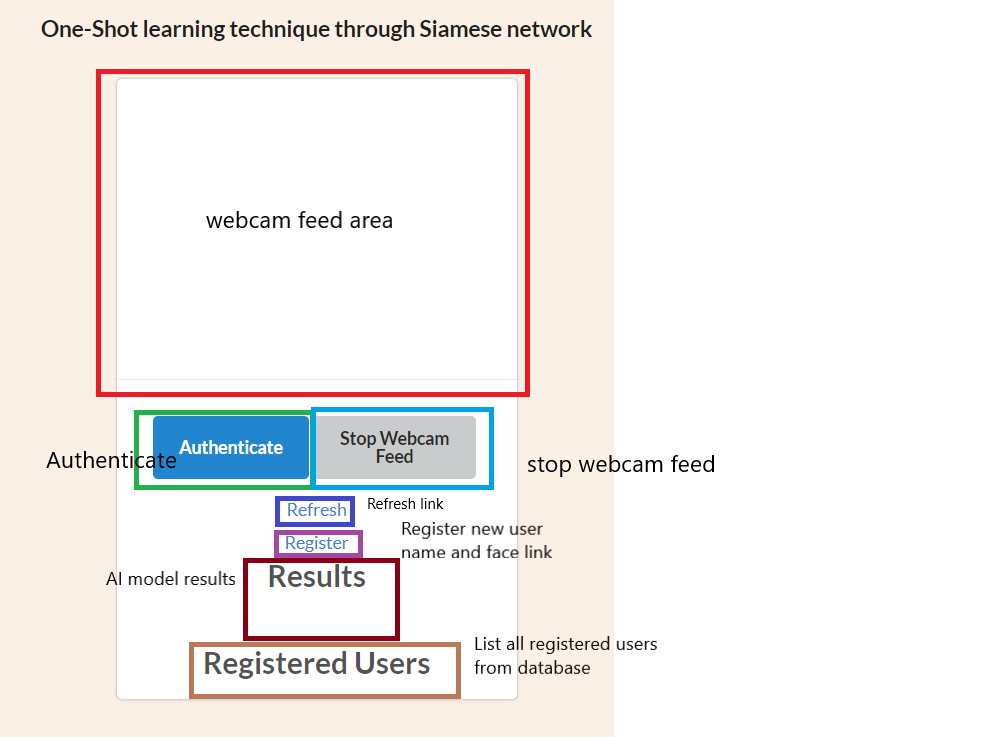 One-Shot learning technique through Siamese network
webcam feed area
Authenticate
Authenticate
Stop Webcam
Feed
stop webcam feed
Refresh
Refresh link
Register
Register new user
name and face link
AI model results
Results
Registered Users
List all registered users
from database